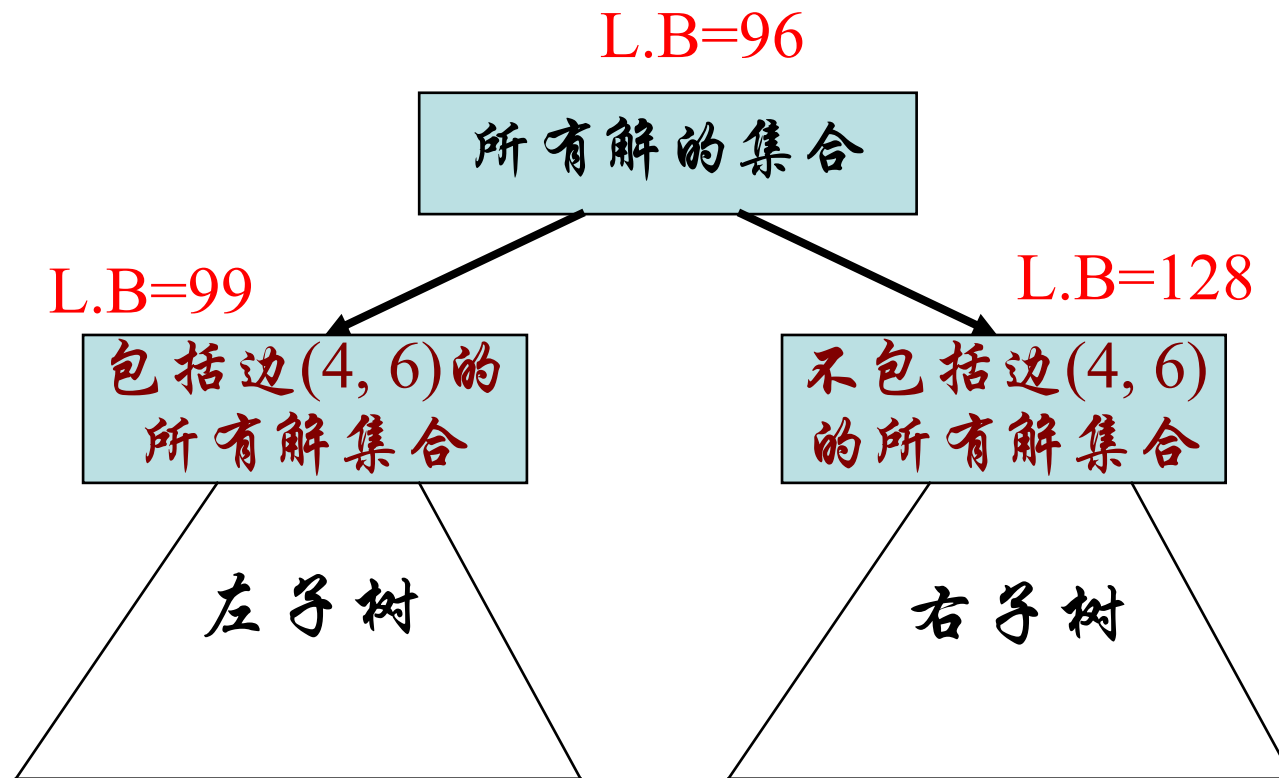 L.B=96
所有解的集合
L.B=99
L.B=128
包括边(4, 6)的
所有解集合
不包括边(4, 6)
的所有解集合
左子树
右子树